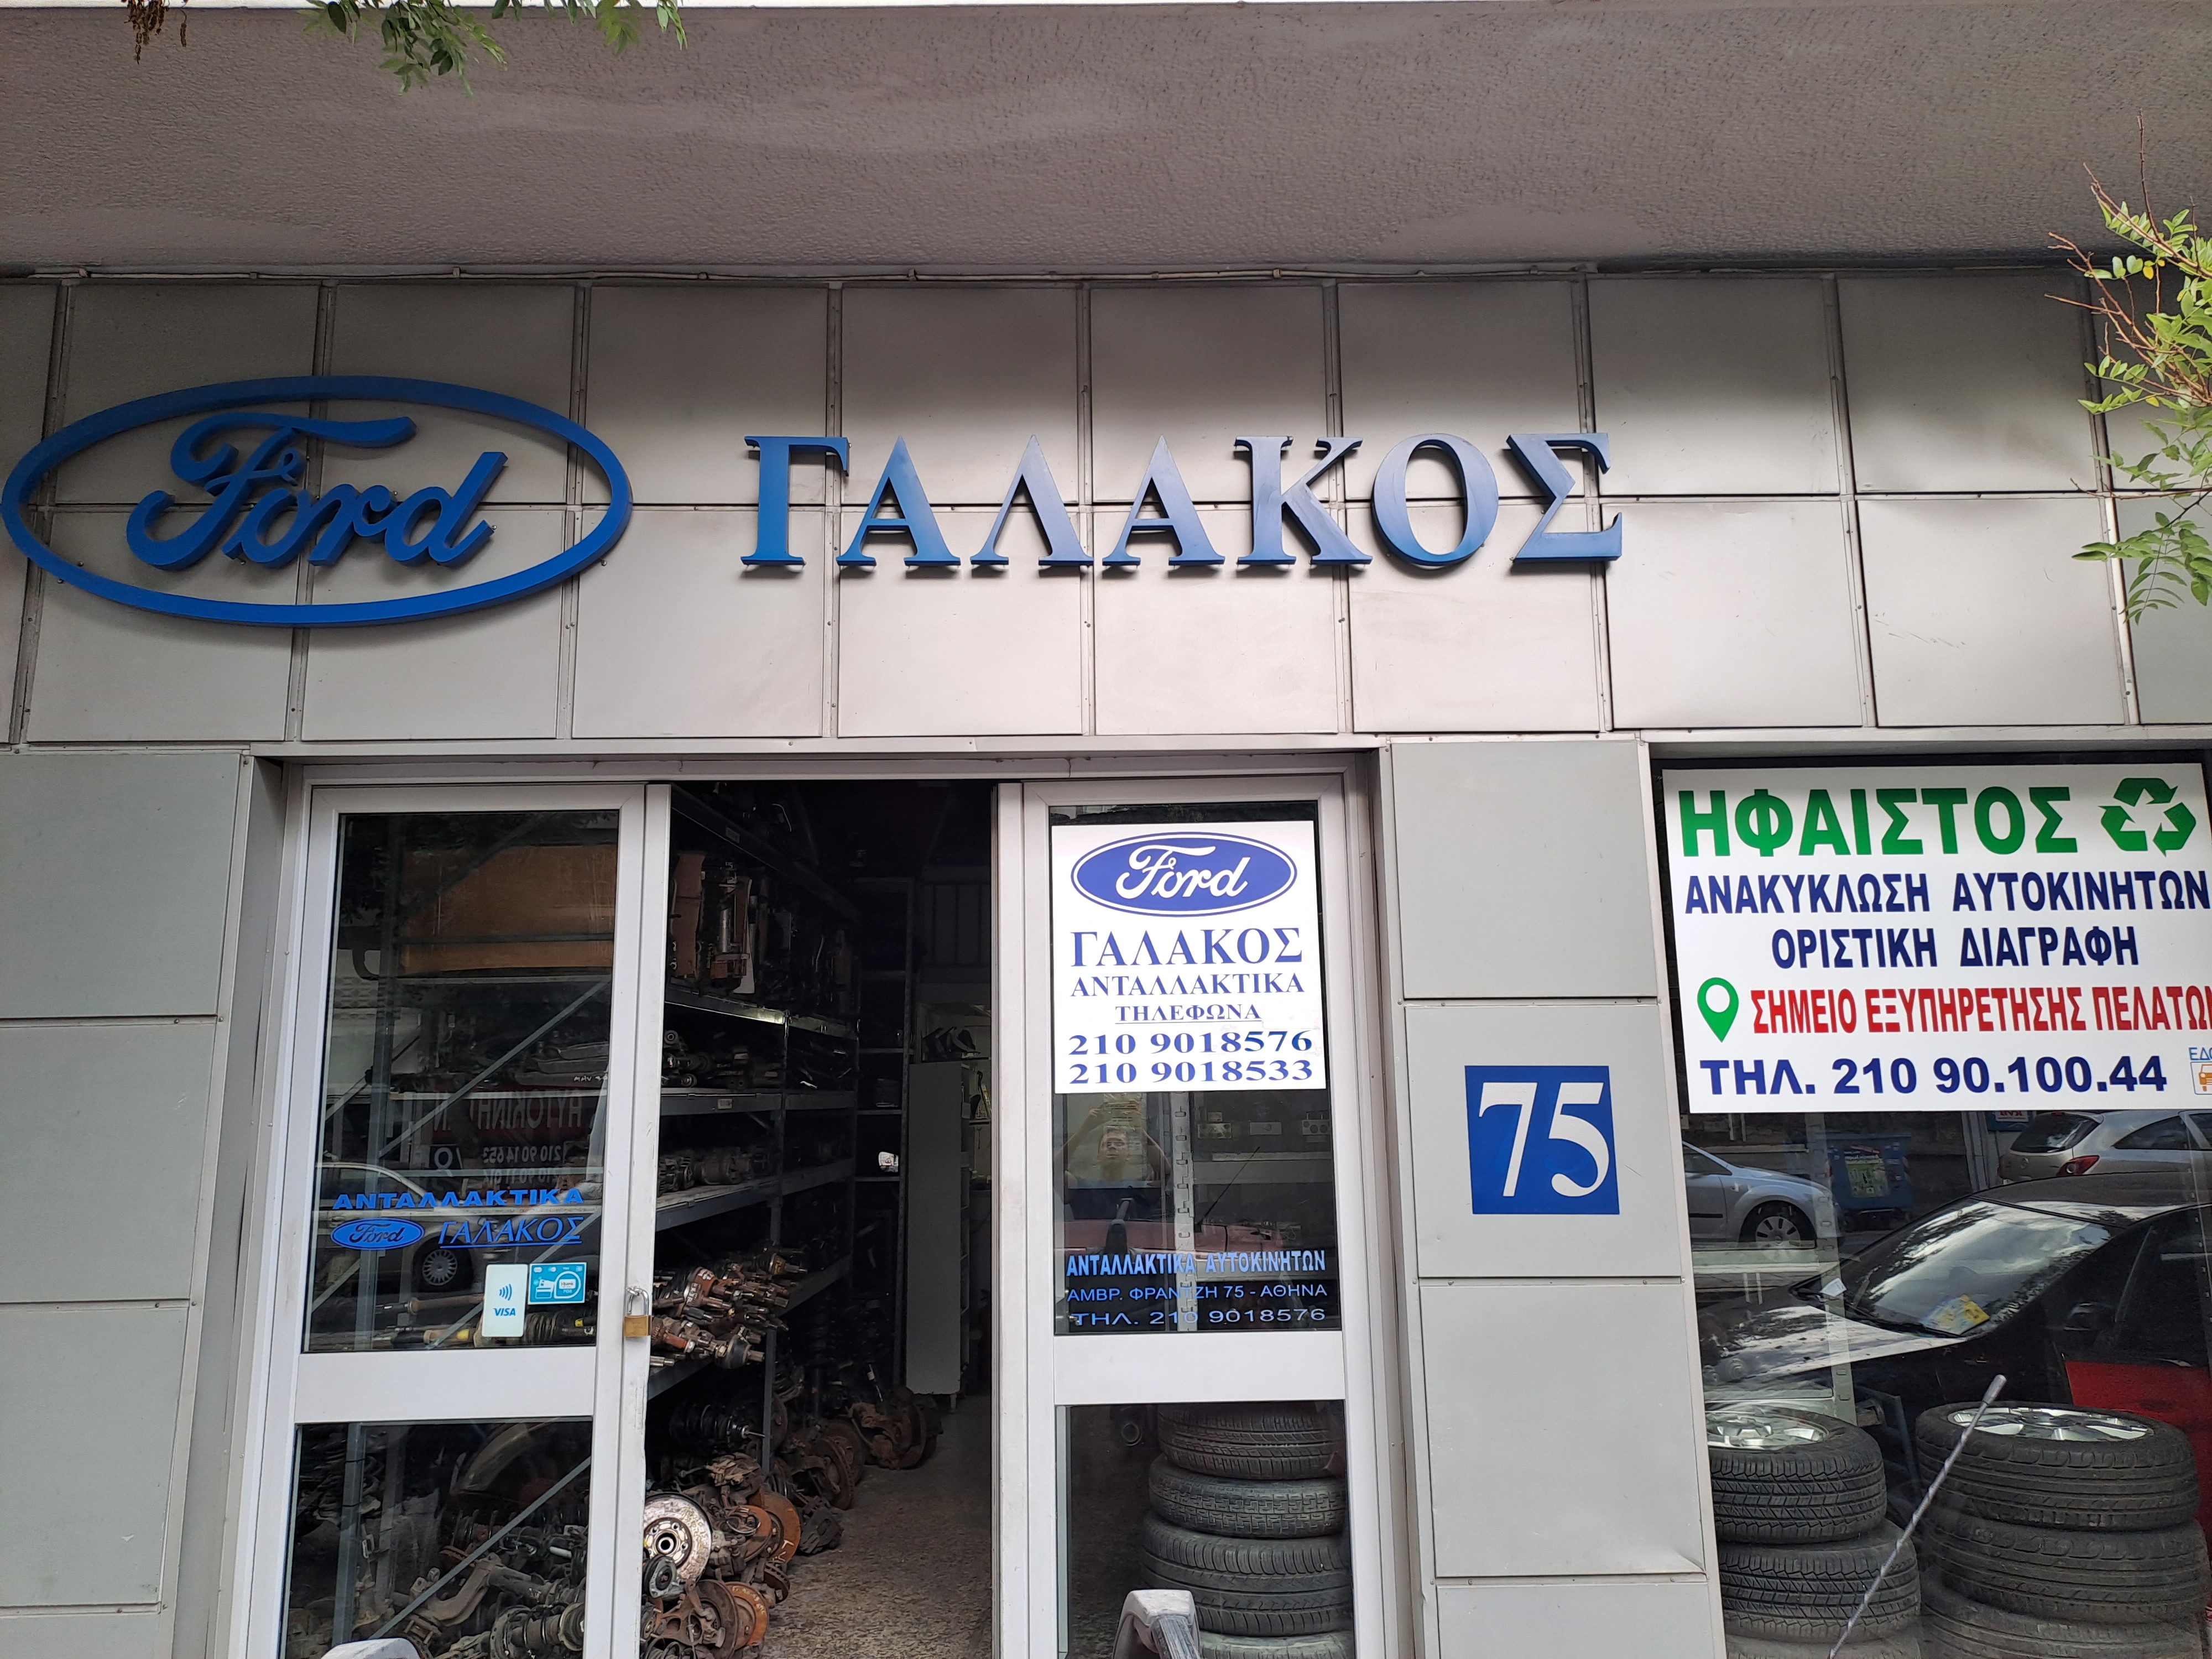 Ford ΓΑΛΑΚΟΣ
Ford
ΓΑΛΑΚΟΣ
ΑΝΤΑΛΛΑΚΤΙΚΑ
ΤΗΛΕΦΩΝΑ
210 9018576
210 9018533
ΗΦΑΙΣΤΟΣ
ΑΝΑΚΥΚΛΩΣΗ ΑΥΤΟΚΙΝΗΤΩΝ
ΟΡΙΣΤΙΚΗ ΔΙΑΓΡΑΦΗ
ΣΗΜΕΙΟ ΕΞΥΠΗΡΕΤΗΣΗΣ ΠΕΛΑΤΩΝ
ΤΗΛ. 210 90.100.44
75
ΑΝΤΑΛΛΑΚΤΙΚΑ
Ford ΓΑΛΑΚΟΣ
VISA
ΑΝΤΑΛΛΑΚΤΙΚΑ ΑΥΤΟΚΙΝΗΤΩΝ
ΑΜΒΡ. ΦΡΑΝΤΖΗ 75 - ΑΘΗΝΑ
ΤΗΛ. 210 9018576